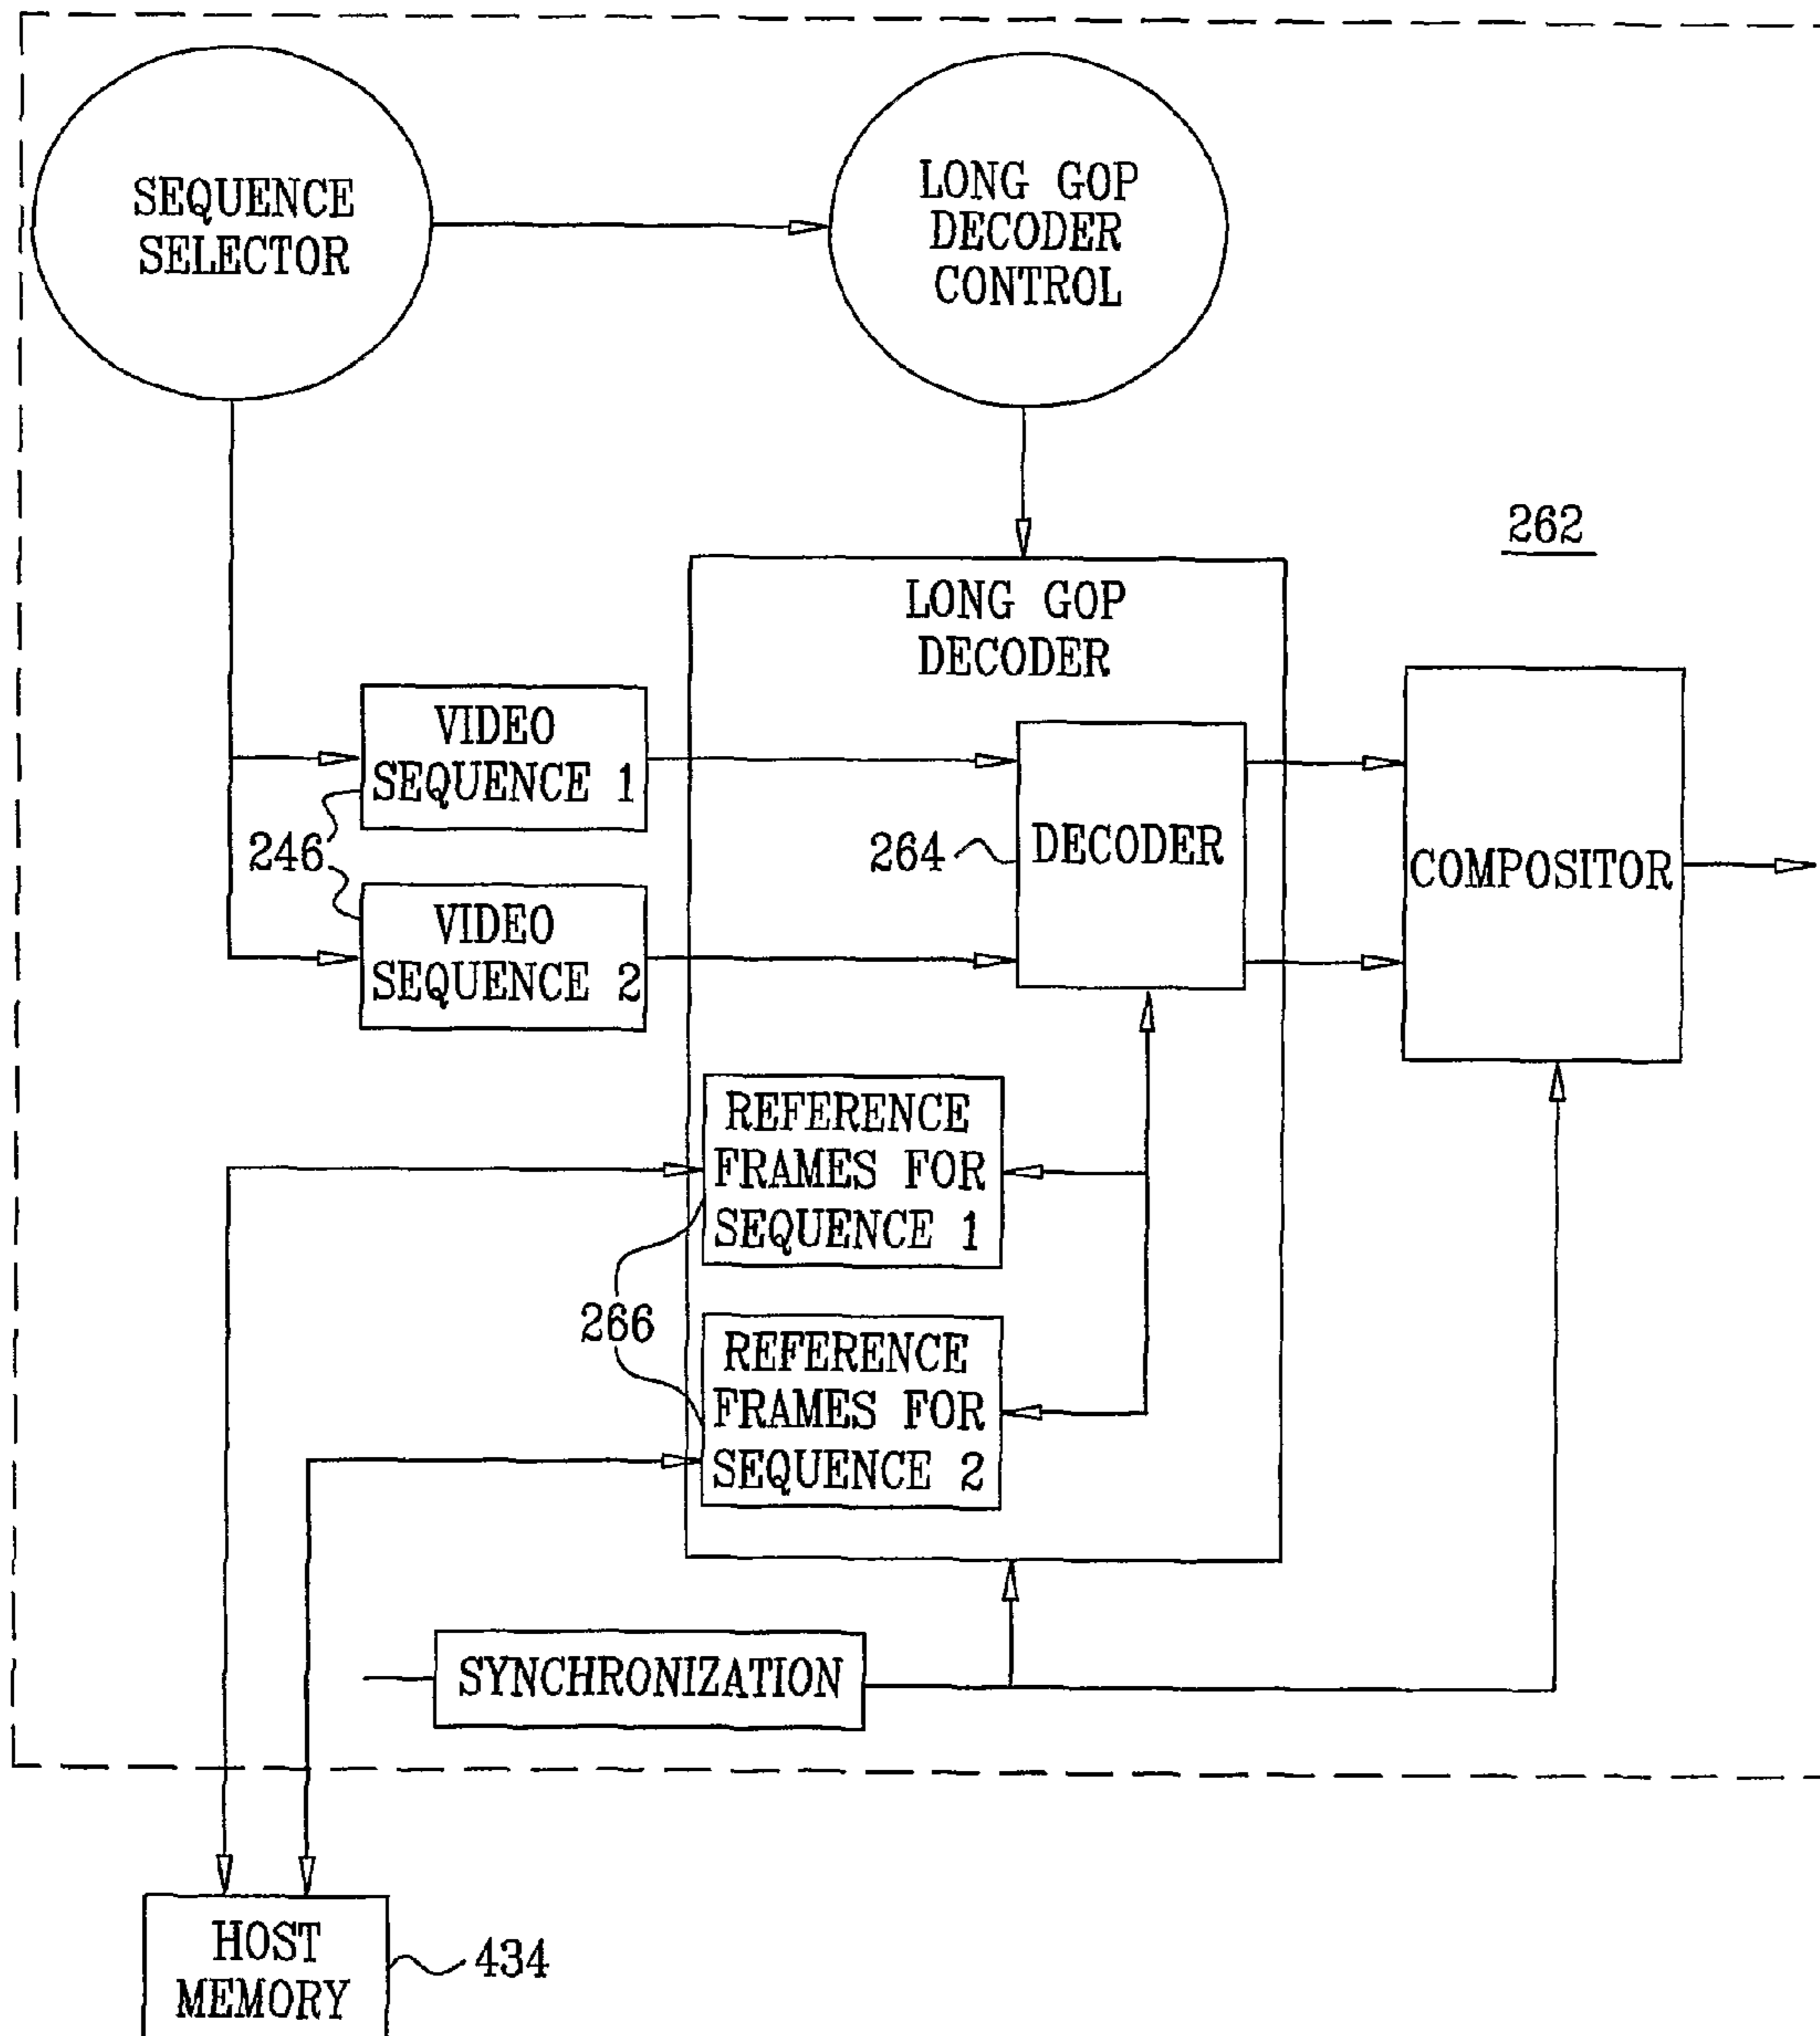 SEQUENCE
SELECTOR
LONG GOP
DECODER
CONTROL
262
LONG GOP
DECODER
VIDEO
SEQUENCE 1
246
VIDEO
SEQUENCE 2
264
DECODER
COMPOSITOR
REFERENCE
FRAMES FOR
SEQUENCE 1
266
REFERENCE
FRAMES FOR
SEQUENCE 2
SYNCHRONIZATION
HOST
MEMORY
434